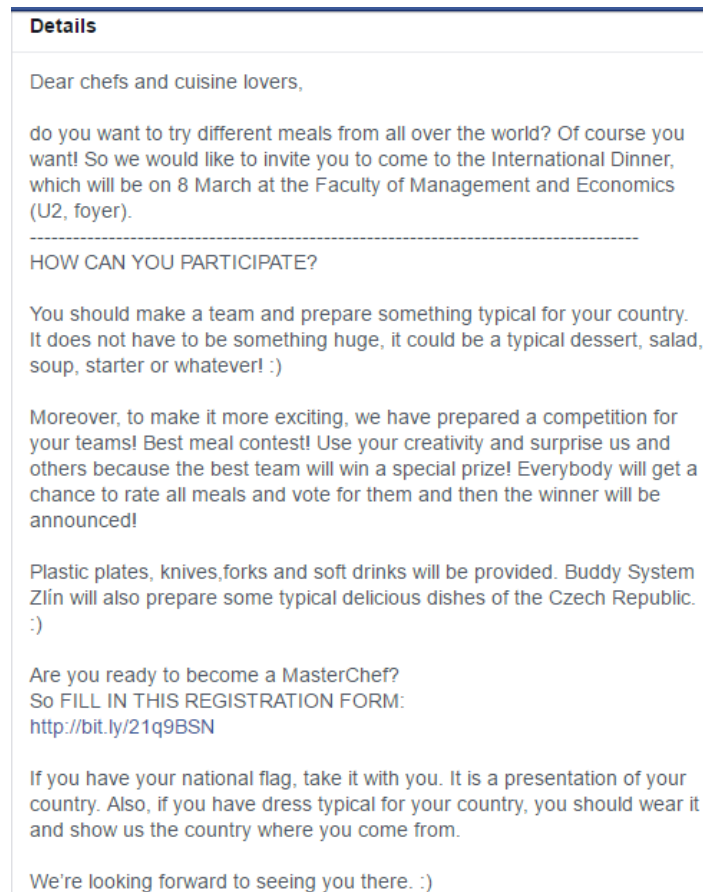 Details
Dear chefs and cuisine lovers,
do you want to try different meals from all over the world? Of course you
want! So we would like to invite you to come to the International Dinner,
which will be on 8 March at the Faculty of Management and Economics
(U2, foyer).
-------------------------------------------------------------------------------------
HOW CAN YOU PARTICIPATE?
You should make a team and prepare something typical for your country.
It does not have to be something huge, it could be a typical dessert, salad,
soup, starter or whatever! :)
Moreover, to make it more exciting, we have prepared a competition for
your teams! Best meal contest! Use your creativity and surprise us and
others because the best team will win a special prize! Everybody will get a
chance to rate all meals and vote for them and then the winner will be
announced!
Plastic plates, knives,forks and soft drinks will be provided. Buddy System
Zlín will also prepare some typical delicious dishes of the Czech Republic.
:)
Are you ready to become a MasterChef?
So FILL IN THIS REGISTRATION FORM:
http://bit.ly/21q9BSN
If you have your national flag, take it with you. It is a presentation of your
country. Also, if you have dress typical for your country, you should wear it
and show us the country where you come from.
We're looking forward to seeing you there. :)